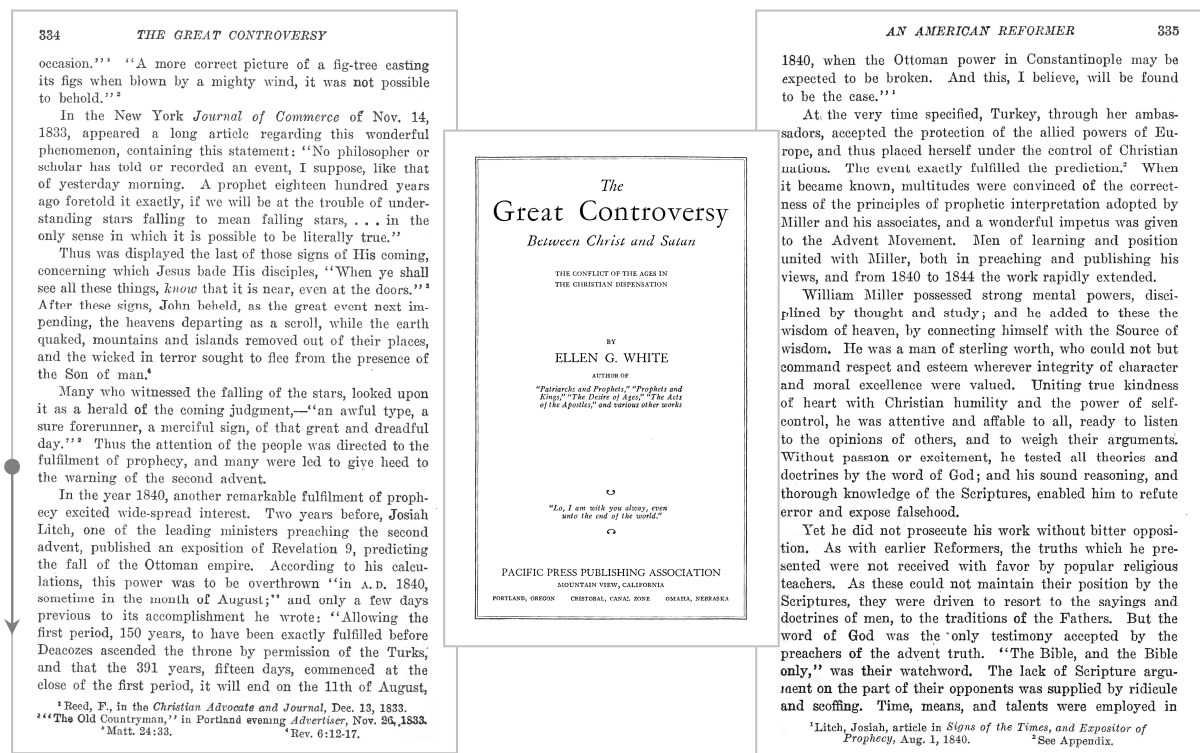 334 THE GREAT CONTROVERSY
occasion.'"¹ "A more correct picture of a fig-tree casting
its figs when blown by a mighty wind, it was not possible
to behold."²
In the New York Journal of Commerce of Nov. 14,
1833, appeared a long article regarding this wonderful
phenomenon, containing this statement: "No philosopher or
scholar has told or recorded an event, I suppose, like that
of yesterday morning. A prophet eighteen hundred years
ago foretold it exactly, if we will be at the trouble of under-
standing stars falling to mean falling stars, . . . in the
only sense in which it is possible to be literally true."
Thus was displayed the last of those signs of His coming,
concerning which Jesus bade His disciples, "When ye shall
see all these things, know that it is near, even at the doors."³
After these signs, John beheld, as the great event next im-
pending, the heavens departing as a scroll, while the earth
quaked, mountains and islands removed out of their places,
and the wicked in terror sought to flee from the presence of
the Son of man.⁴
Many who witnessed the falling of the stars, looked upon
it as a herald of the coming judgment,—"an awful type, a
sure forerunner, a merciful sign, of that great and dreadful
day."² Thus the attention of the people was directed to the
fulfilment of prophecy, and many were led to give heed to
the warning of the second advent.
In the year 1840, another remarkable fulfilment of proph-
ecy excited wide-spread interest. Two years before, Josiah
Litch, one of the leading ministers preaching the second
advent, published an exposition of Revelation 9, predicting
the fall of the Ottoman empire. According to his calcu-
lations, this power was to be overthrown "in A. D. 1840,
sometime in the month of August;" and only a few days
previous to its accomplishment he wrote: "Allowing the
first period, 150 years, to have been exactly fulfilled before
Deacozes ascended the throne by permission of the Turks,
and that the 391 years, fifteen days, commenced at the
close of the first period, it will end on the 11th of August,
¹Reed, F., in the Christian Advocate and Journal, Dec. 13, 1833.
²"The Old Countryman," in Portland evening Advertiser, Nov. 26, 1833.
³Matt. 24:33. ⁴Rev. 6:12-17.
The
Great Controversy
Between Christ and Satan
THE CONFLICT OF THE AGES IN
THE CHRISTIAN DISPENSATION
BY
ELLEN G. WHITE
AUTHOR OF
"Patriarchs and Prophets," "Prophets and
Kings," "The Desire of Ages," "The Acts
of the Apostles," and various other works
"Lo, I am with you alway, even
unto the end of the world."
PACIFIC PRESS PUBLISHING ASSOCIATION
MOUNTAIN VIEW, CALIFORNIA
PORTLAND, OREGON CRISTOBAL, CANAL ZONE OMAHA, NEBRASKA
AN AMERICAN REFORMER 335
1840, when the Ottoman power in Constantinople may be
expected to be broken. And this, I believe, will be found
to be the case."¹
At the very time specified, Turkey, through her ambas-
sadors, accepted the protection of the allied powers of Eu-
rope, and thus placed herself under the control of Christian
nations. The event exactly fulfilled the prediction.² When
it became known, multitudes were convinced of the correct-
ness of the principles of prophetic interpretation adopted by
Miller and his associates, and a wonderful impetus was given
to the Advent Movement. Men of learning and position
united with Miller, both in preaching and publishing his
views, and from 1840 to 1844 the work rapidly extended.
William Miller possessed strong mental powers, disci-
plined by thought and study; and he added to these the
wisdom of heaven, by connecting himself with the Source of
wisdom. He was a man of sterling worth, who could not but
command respect and esteem wherever integrity of character
and moral excellence were valued. Uniting true kindness
of heart with Christian humility and the power of self-
control, he was attentive and affable to all, ready to listen
to the opinions of others, and to weigh their arguments.
Without passion or excitement, he tested all theories and
doctrines by the word of God; and his sound reasoning, and
thorough knowledge of the Scriptures, enabled him to refute
error and expose falsehood.
Yet he did not prosecute his work without bitter opposi-
tion. As with earlier Reformers, the truths which he pre-
sented were not received with favor by popular religious
teachers. As these could not maintain their position by the
Scriptures, they were driven to resort to the sayings and
doctrines of men, to the traditions of the Fathers. But the
word of God was the only testimony accepted by the
preachers of the advent truth. "The Bible, and the Bible
only," was their watchword. The lack of Scripture argu-
ment on the part of their opponents was supplied by ridicule
and scoffing. Time, means, and talents were employed in
¹Litch, Josiah, article in Signs of the Times, and Expositor of
Prophecy, Aug. 1, 1840. ²See Appendix.